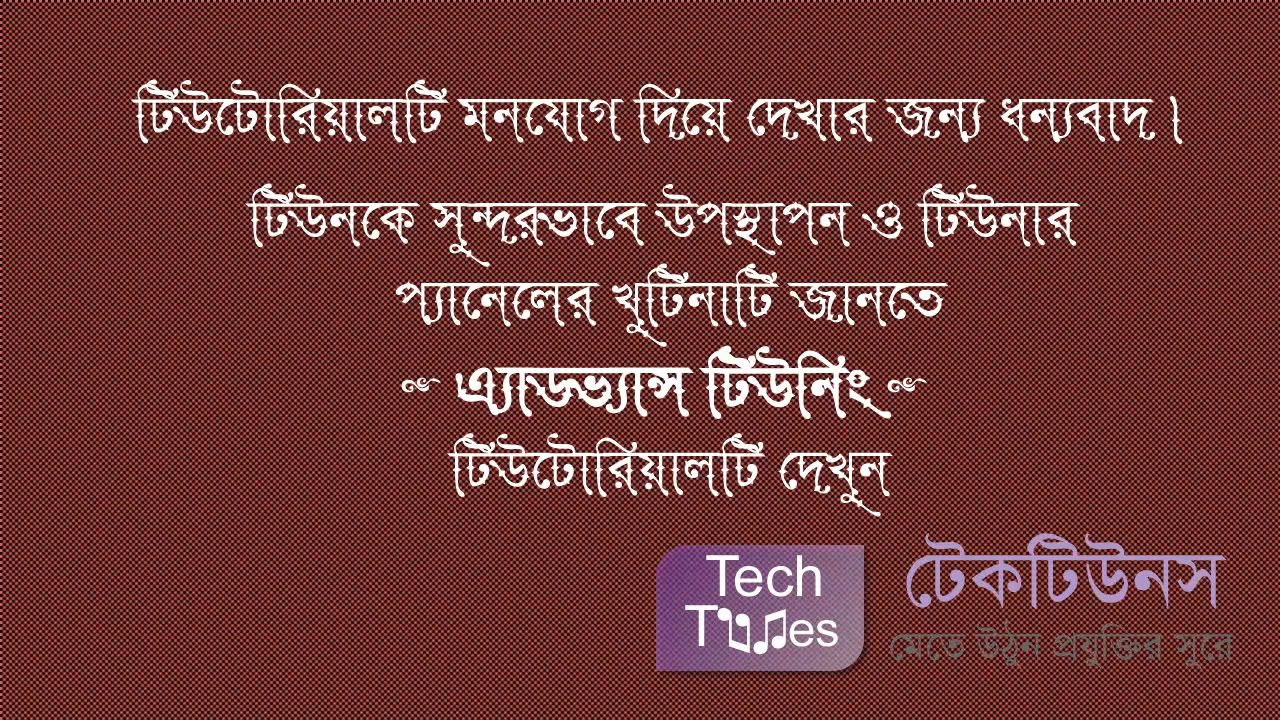 টিউটোরিয়ালটি মনযোগ দিয়ে দেখার জন্য ধন্যবাদ।
টিউনকে সুন্দরভাবে উপস্থাপন ও টিউনার
প্যানেলের খুটিনাটি জানতে
এ্যাডভ্যান্স টিউনিং
টিউটোরিয়ালটি দেখুন
Tech
Tunes
টেকটিউনস
মেতে উঠুন প্রযুক্তির সুরে